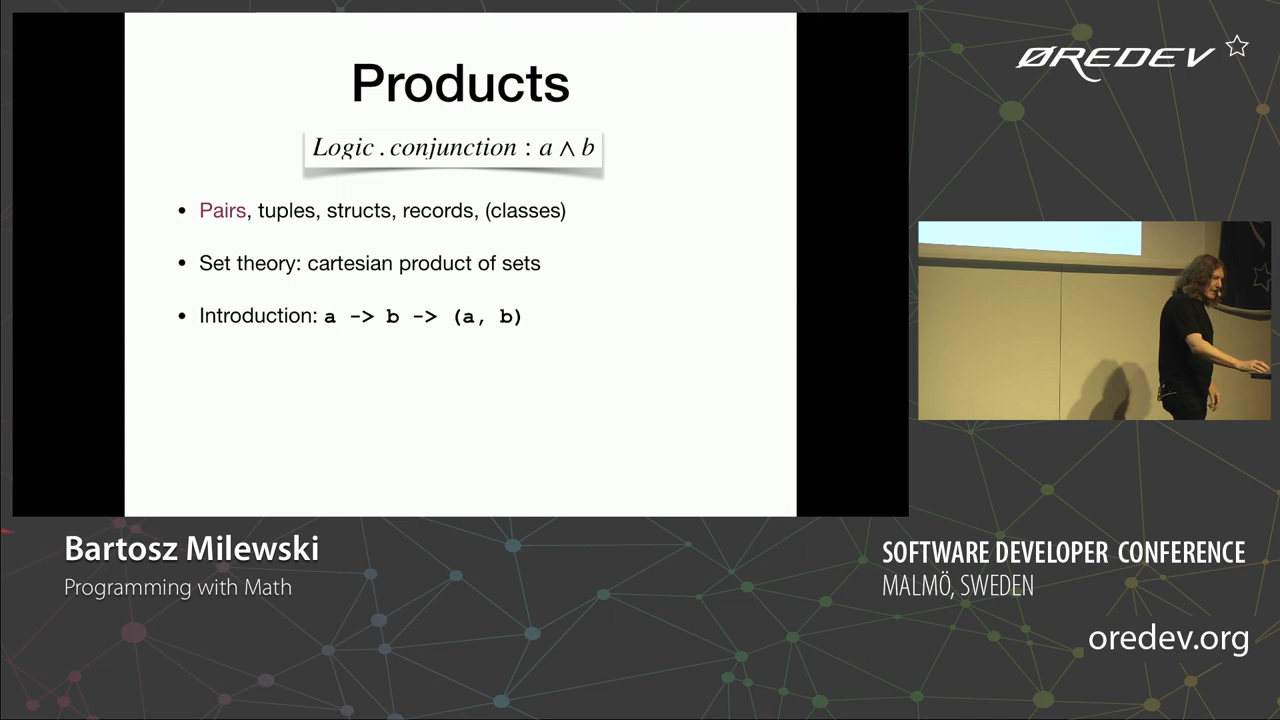 Products
Logic . conjunction : a ∧ b
• Pairs, tuples, structs, records, (classes)
• Set theory: cartesian product of sets
• Introduction: a -> b -> (a, b)
ØREDEV
Bartosz Milewski
Programming with Math
SOFTWARE DEVELOPER CONFERENCE
MALMÖ, SWEDEN
oredev.org